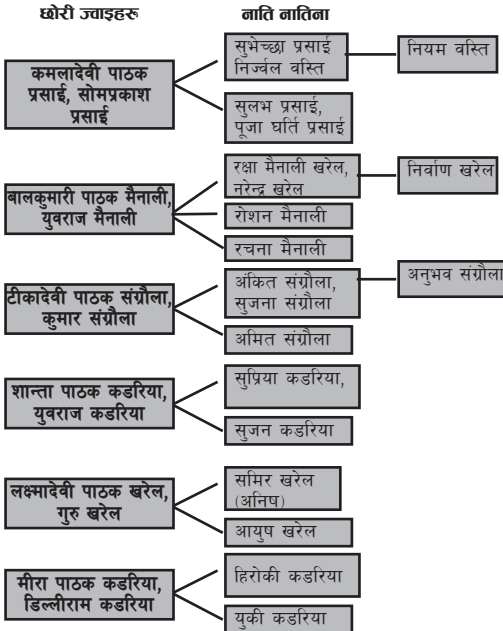 छोरी ज्वाइहरु
नाति नातिना
कमलादेवी पाठक
प्रसाई, सोमप्रकाश
प्रसाई
सुभेच्छा प्रसाई
निर्ज्वल वस्ति
नियम वस्ति
सुलभ प्रसाई,
पूजा घर्ति प्रसाई
बालकुमारी पाठक मैनाली,
युवराज मैनाली
रक्षा मैनाली खरेल,
नरेन्द्र खरेल
निर्वाण खरेल
रोशन मैनाली
रचना मैनाली
टीकादेवी पाठक संग्रौला,
कुमार संग्रौला
अंकित संग्रौला,
सुजना संग्रौला
अनुभव संग्रौला
अमित संग्रौला
शान्ता पाठक कडरिया,
युवराज कडरिया
सुप्रिया कडरिया,
सुजन कडरिया
लक्ष्मादेवी पाठक खरेल,
गुरु खरेल
समिर खरेल
(अनिष)
आयुष खरेल
मीरा पाठक कडरिया,
डिल्लीराम कडरिया
हिरोकी कडरिया
युकी कडरिया